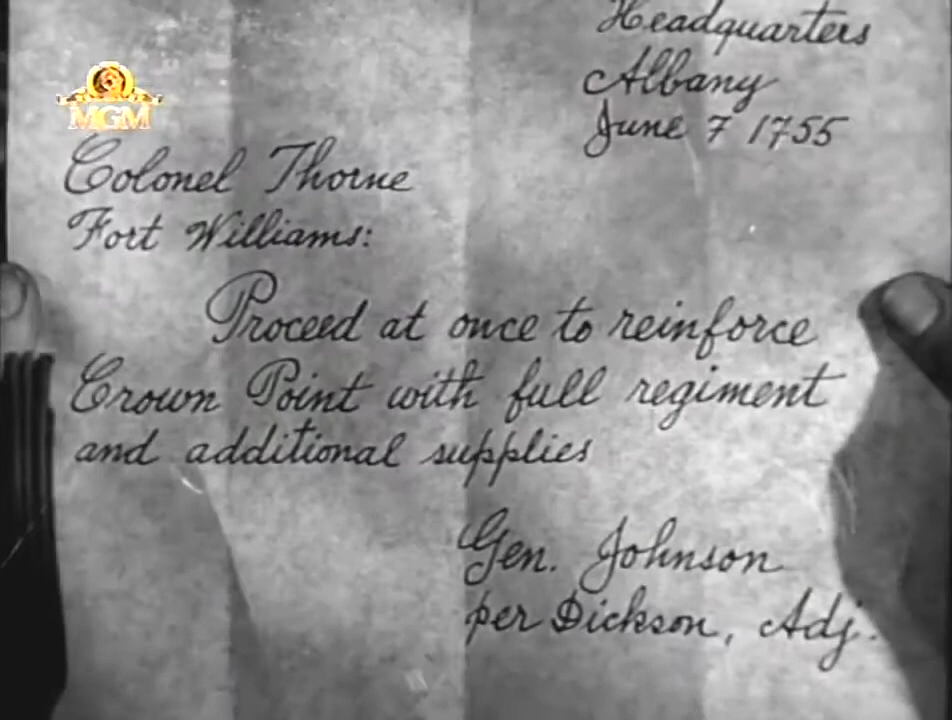 Headquarters
Albany
June 7 1755
MGM
Colonel Thorne
Fort Williams:
Proceed at once to reinforce
Crown Point with full regiment
and additional supplies
Gen. Johnson
per Dickson, Adj.